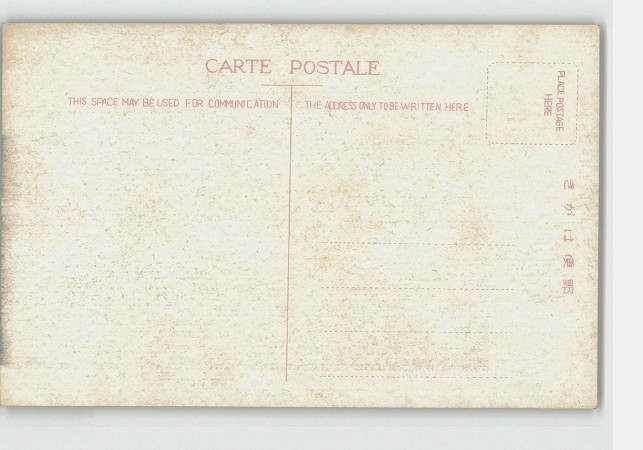 CARTE POSTALE
THIS SPACE MAY BE USED FOR COMMUNICATION
THE ADDRESS ONLY TO BE WRITTEN HERE
PLACE POSTAGE
HERE
きがは便郵